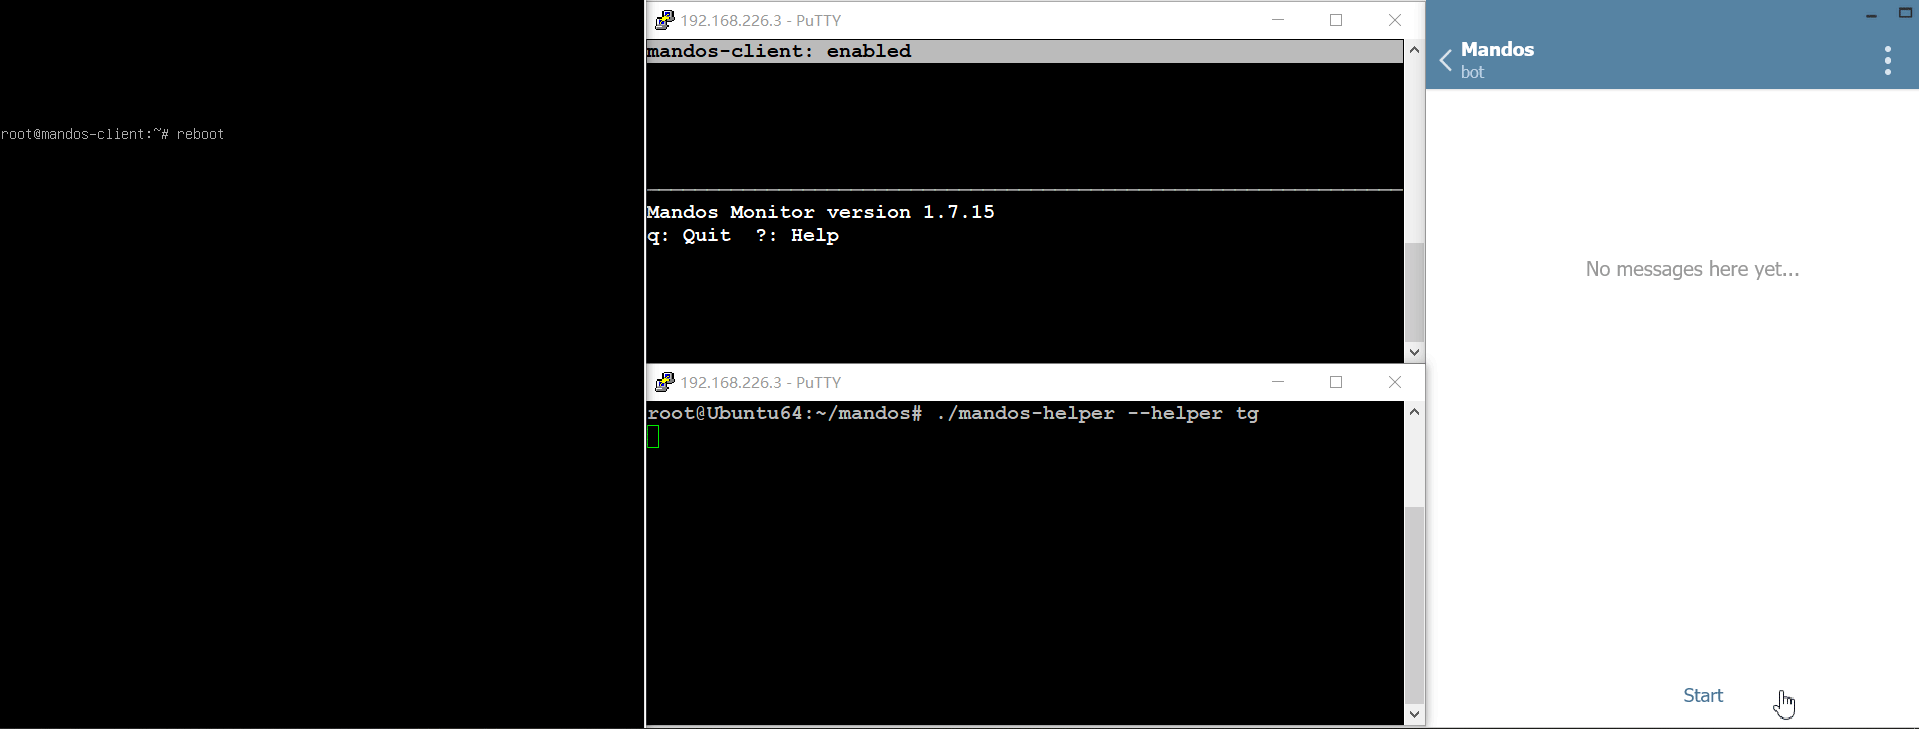 root@mandos-client:~# reboot
192.168.226.3 - PuTTY
mandos-client: enabled
Mandos Monitor version 1.7.15
q: Quit  ?: Help
192.168.226.3 - PuTTY
root@Ubuntu64:~/mandos# ./mandos-helper --helper tg
Mandos
bot
No messages here yet...
Start